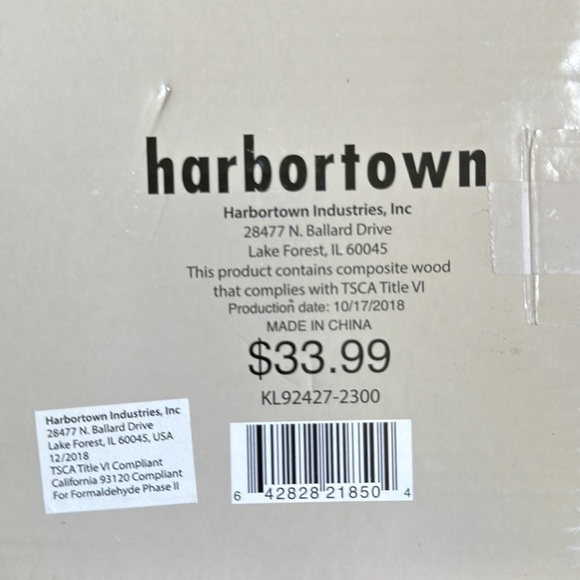 harbortown
Harbortown Industries, Inc
28477 N. Ballard Drive
Lake Forest, IL 60045
This product contains composite wood
that complies with TSCA Title VI
Production date: 10/17/2018
MADE IN CHINA
$33.99
KL92427-2300
6 42828 21850 4
Harbortown Industries, Inc
28477 N. Ballard Drive
Lake Forest, IL 60045, USA
12/2018
TSCA Title VI Compliant
California 93120 Compliant
For Formaldehyde Phase II